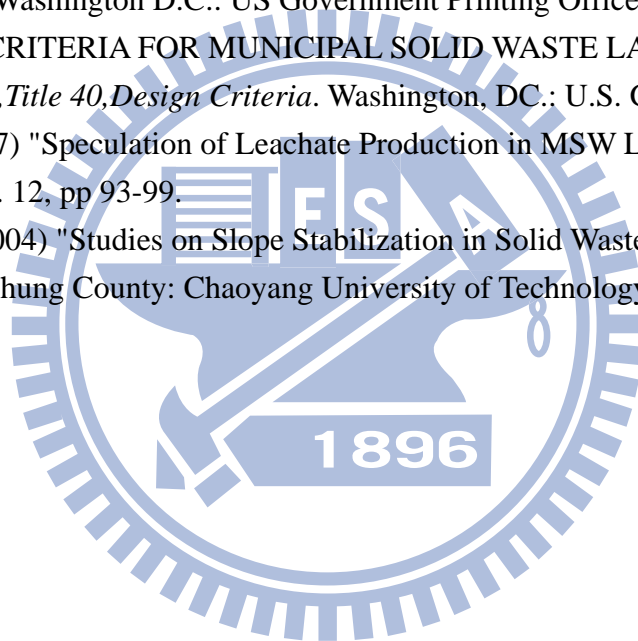 Washington D.C.: US Government Printing Office
CRITERIA FOR MUNICIPAL SOLID WASTE LA
,Title 40,Design Criteria. Washington, DC.: U.S. G
7) "Speculation of Leachate Production in MSW L
. 12, pp 93-99.
004) "Studies on Slope Stabilization in Solid Waste
hung County: Chaoyang University of Technology
E S A
8
1896